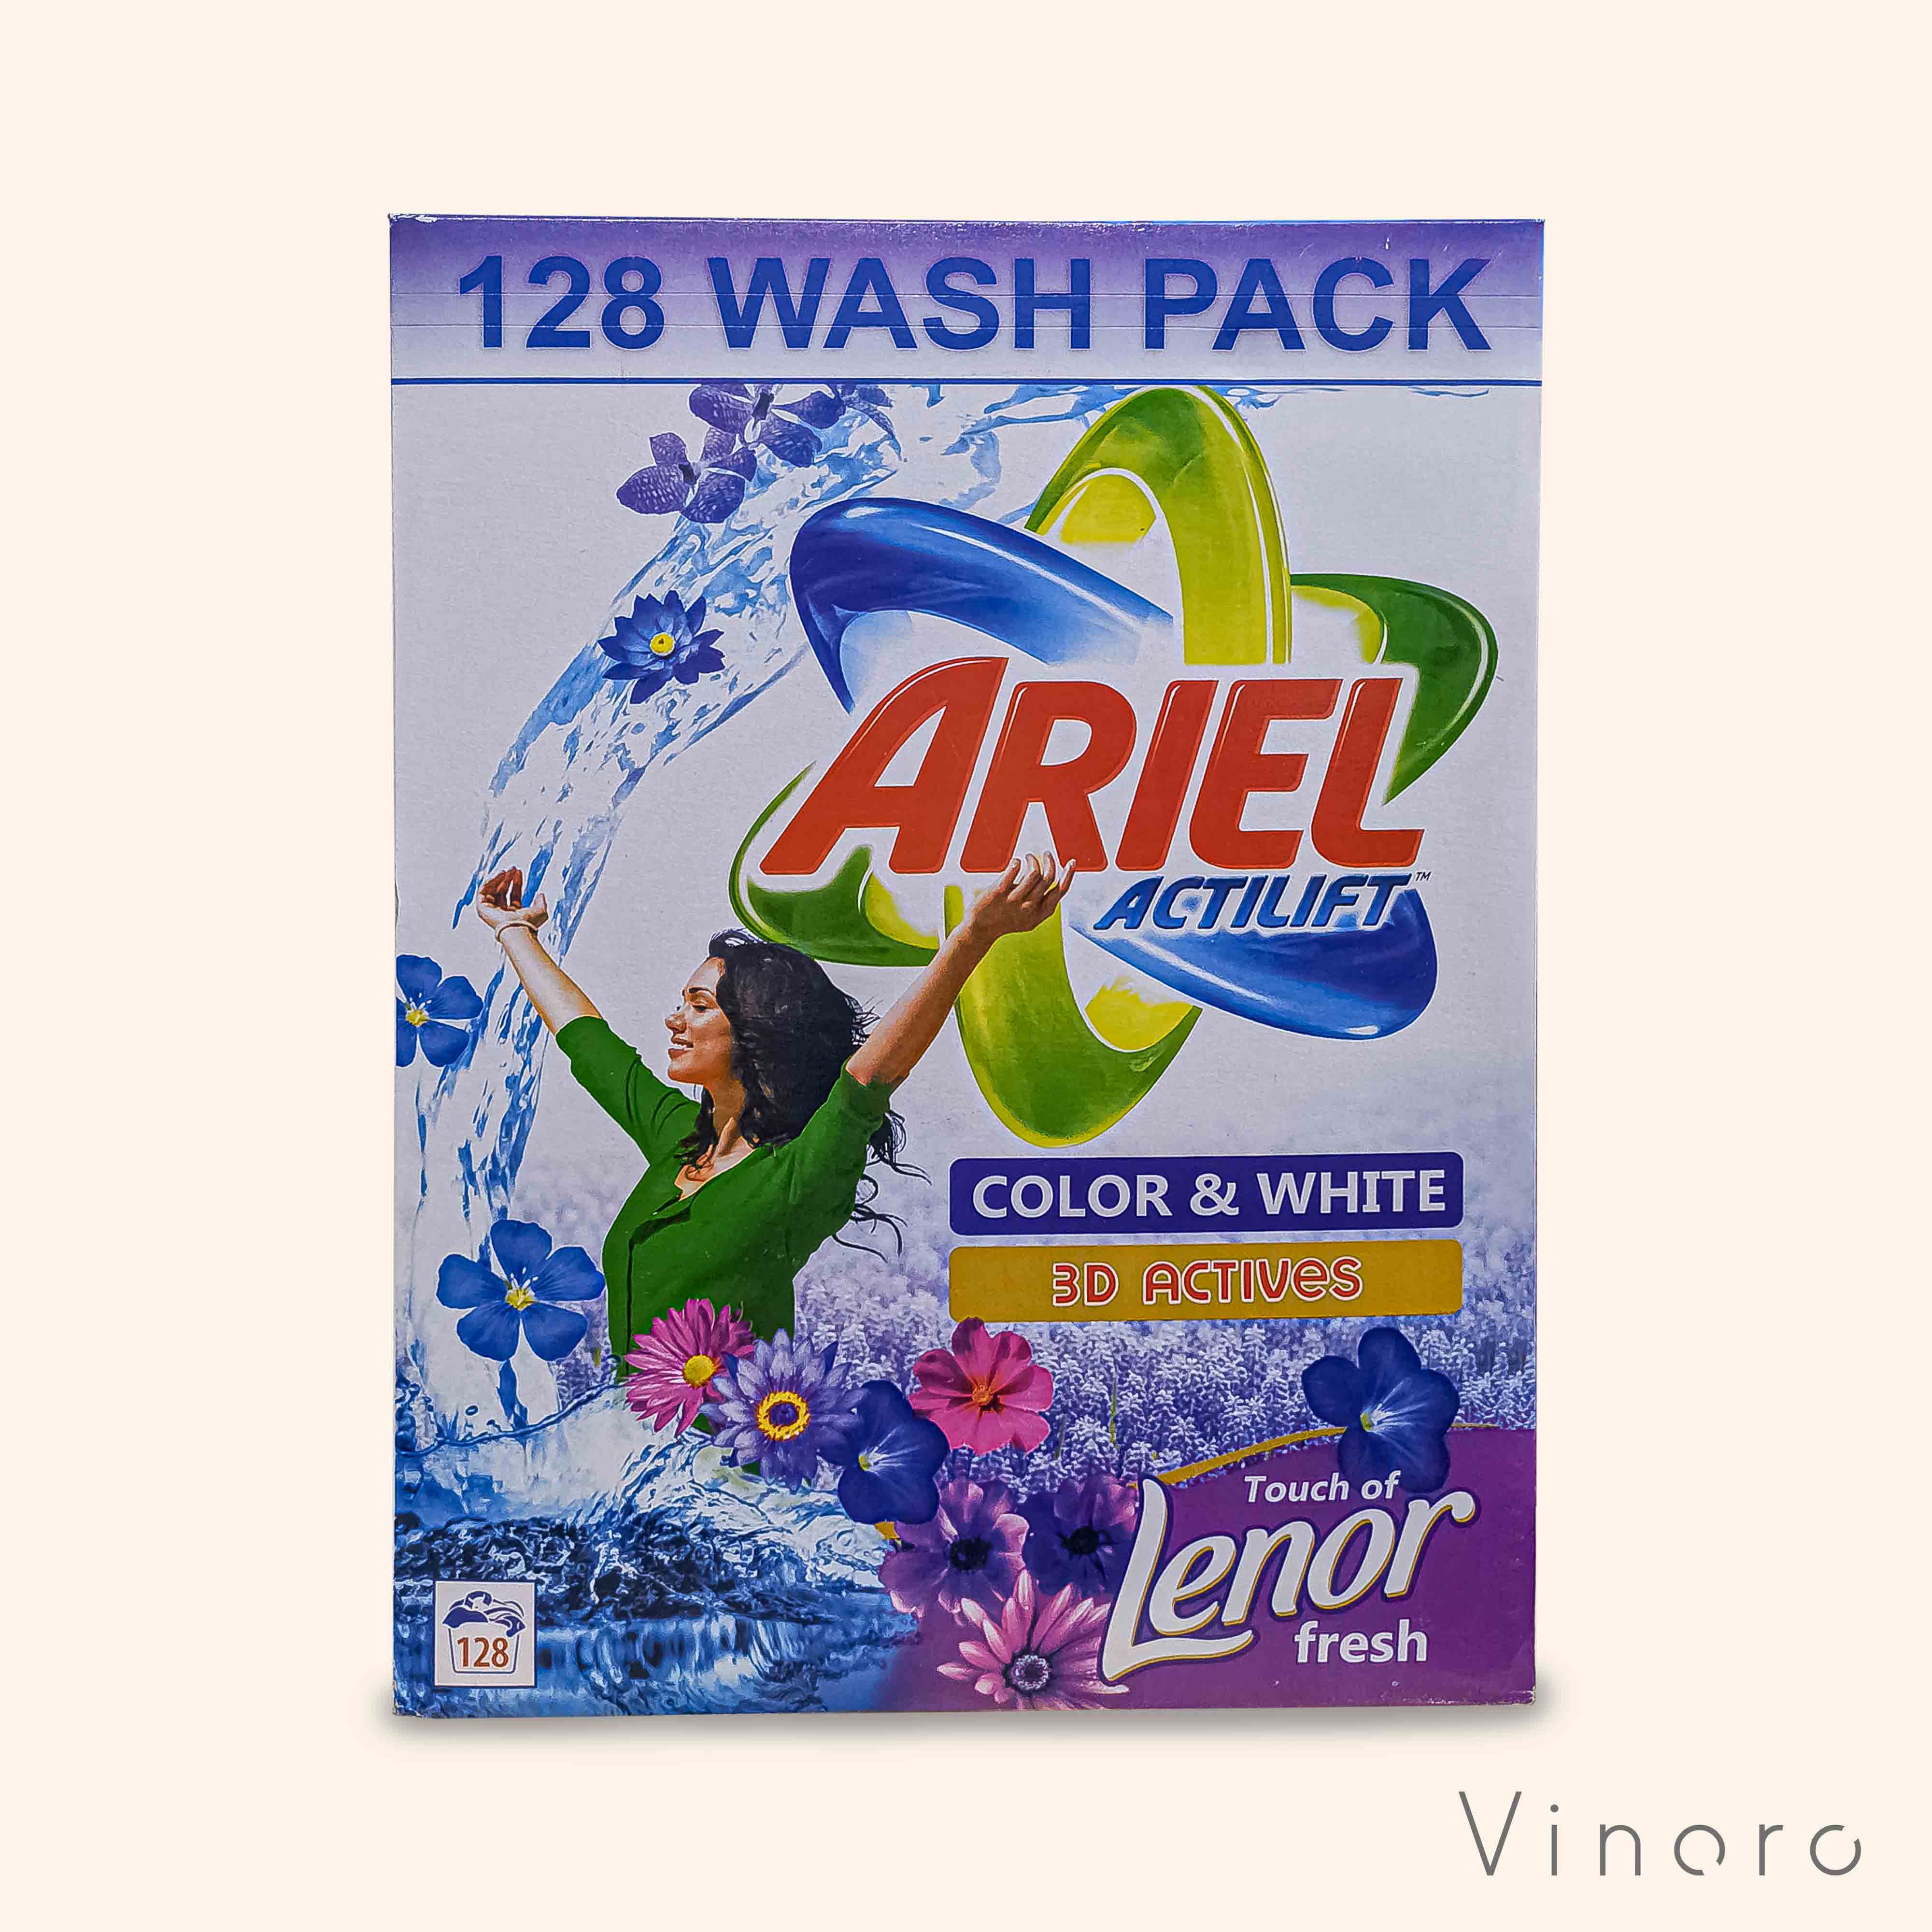 128 WASH PACK
ARIEL
ACTILIFT™
COLOR & WHITE
3D ACTIVES
Touch of
Lenor
fresh
128
Vinoro